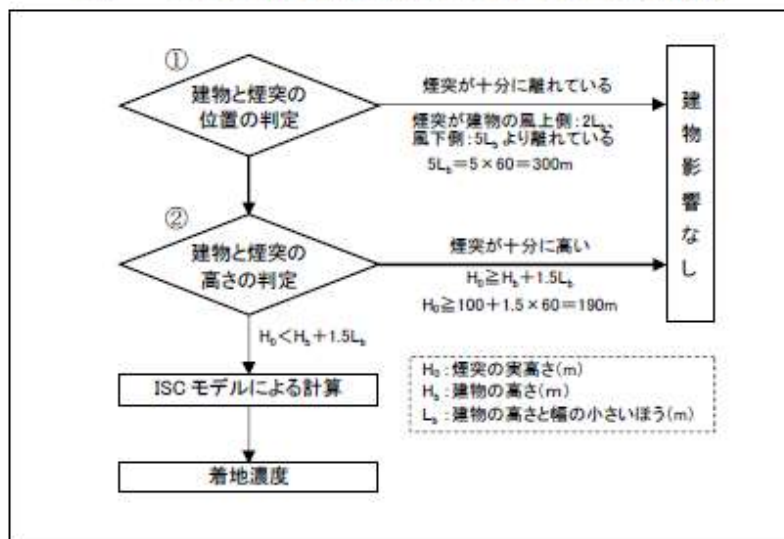 ①
建物と煙突の
位置の判定
煙突が十分に離れている
煙突が建物の風上側:2Lb、
風下側:5Lbより離れている
5Lb=5×60=300m
建物影響なし
②
建物と煙突の
高さの判定
煙突が十分に高い
H0≧Hb+1.5Lb
H0≧100+1.5×60=190m
H0<Hb+1.5Lb
ISCモデルによる計算
着地濃度
H0:煙突の実高さ(m)
Hb:建物の高さ(m)
Lb:建物の高さと幅の小さいほう(m)